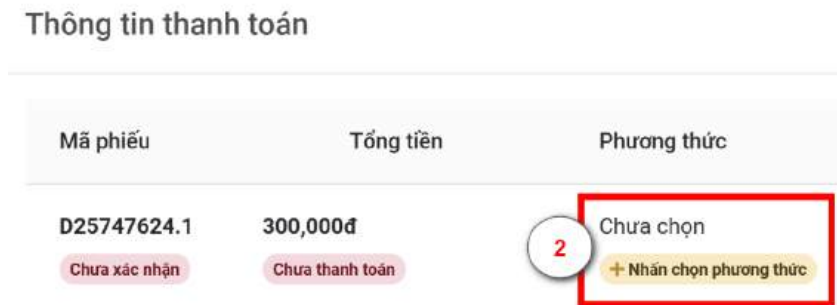 Thông tin thanh toán
Mã phiếu Tổng tiền Phương thức
D25747624.1 300,000đ Chưa chọn
Chưa xác nhận Chưa thanh toán 2 + Nhấn chọn phương thức